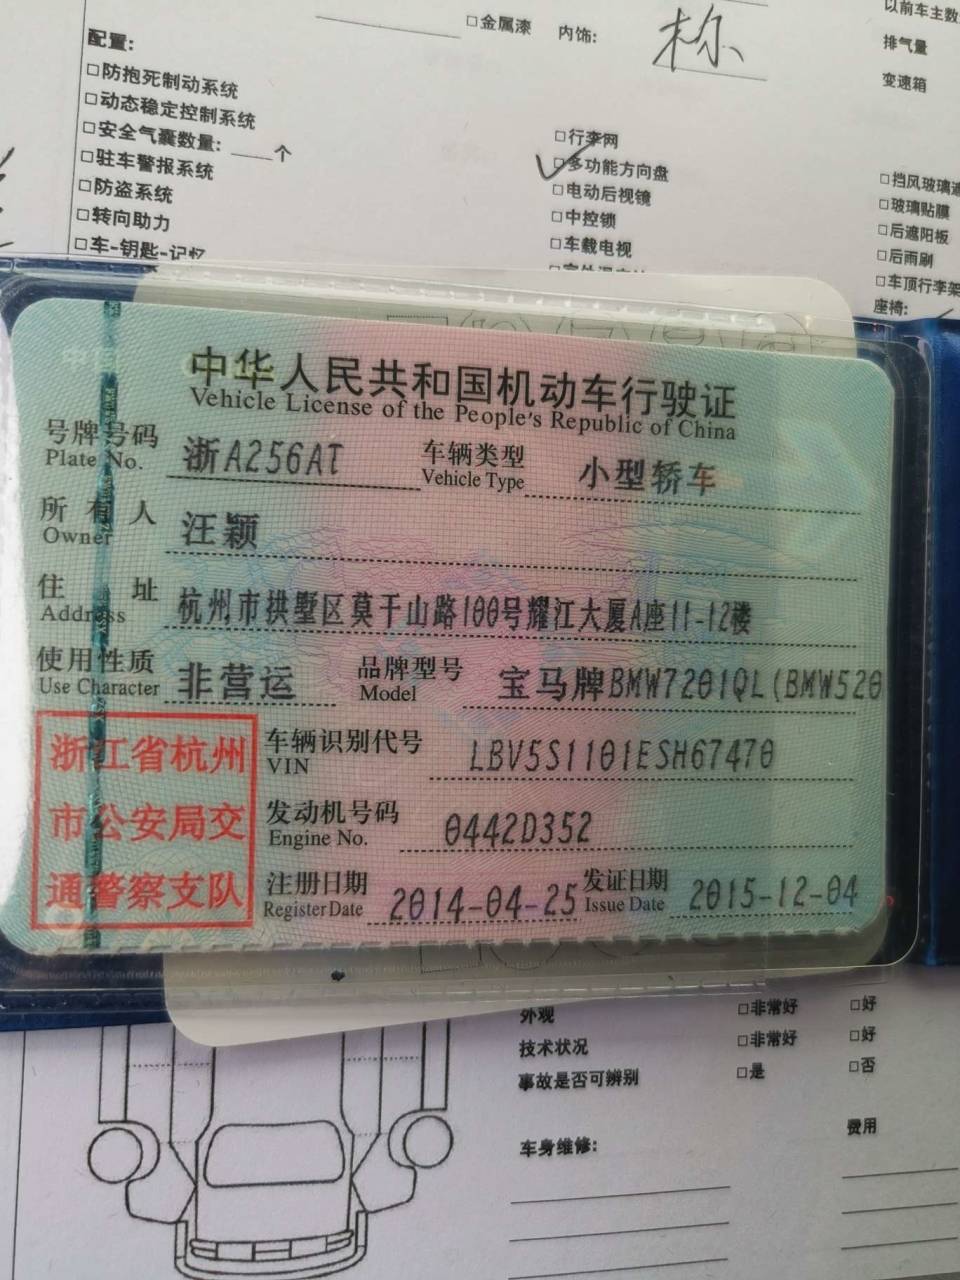 □金属漆 内饰: 棕 以前车主数
配置: 排气量
□防抱死制动系统 变速箱
□动态稳定控制系统
□安全气囊数量: 个 □行李网
□驻车警报系统 □多功能方向盘 □挡风玻璃
□防盗系统 □电动后视镜 □玻璃贴膜
□转向助力 □中控锁 □后遮阳板
□车-钥匙-记忆 □车载电视 □后雨刷
□车顶行李架
座椅:
中华人民共和国机动车行驶证
Vehicle License of the People's Republic of China
号牌号码 浙A256AT 车辆类型 小型轿车
Plate No. Vehicle Type
所有人 汪颖
Owner
住址 杭州市拱墅区莫干山路100号耀江大厦A座11-12楼
Address
使用性质 非营运 品牌型号 宝马牌BMW7201QL(BMW520
Use Character Model
浙江省杭州
市公安局交
通警察支队
车辆识别代号 LBV5S1101ESH67470
VIN
发动机号码 0442D352
Engine No.
注册日期 2014-04-25 发证日期 2015-12-04
Register Date Issue Date
外观 □非常好 □好
技术状况 □非常好 □好
事故是否可辨别 □是 □否
车身维修: 费用